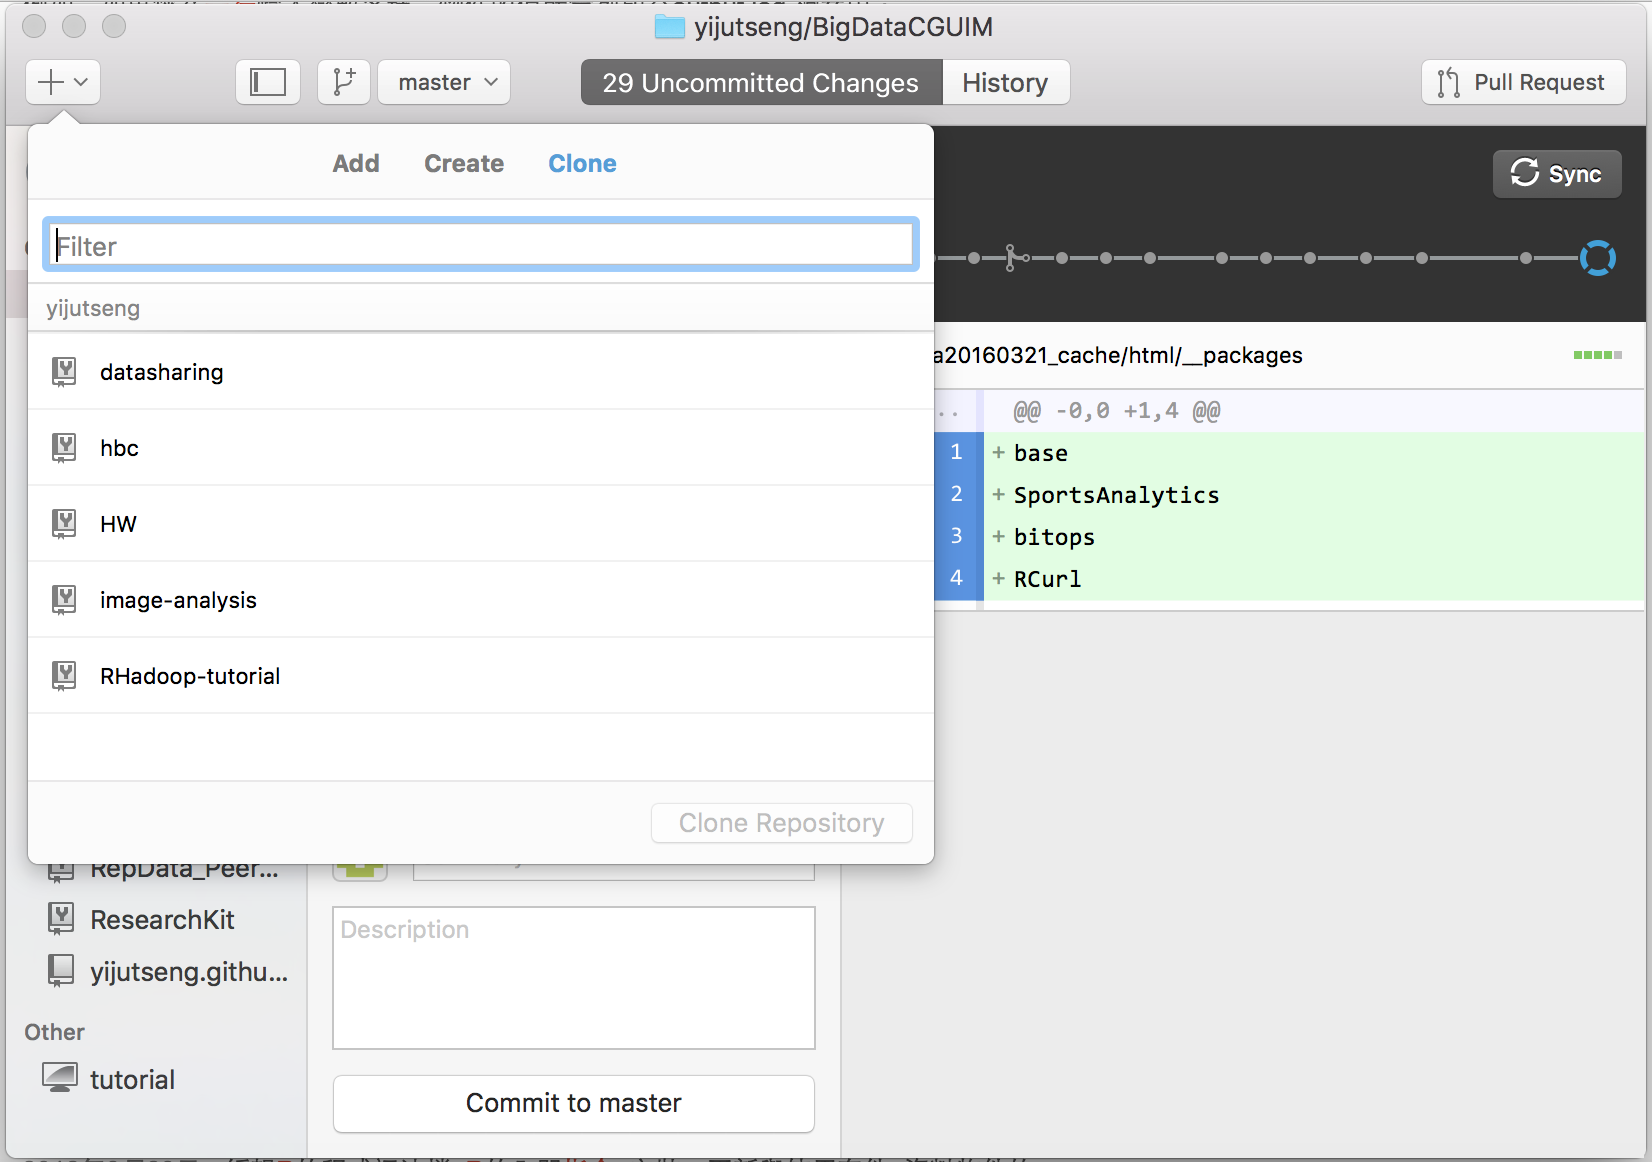 yijutseng/BigDataCGUIM
master
29 Uncommitted Changes
History
Pull Request
Add
Create
Clone
Sync
Filter
yijutseng
datasharing
hbc
HW
image-analysis
RHadoop-tutorial
Clone Repository
a20160321_cache/html/__packages
.. @@ -0,0 +1,4 @@
1 + base
2 + SportsAnalytics
3 + bitops
4 + RCurl
RepData_Peer...
ResearchKit
yijutseng.githu...
Other
tutorial
Description
Commit to master